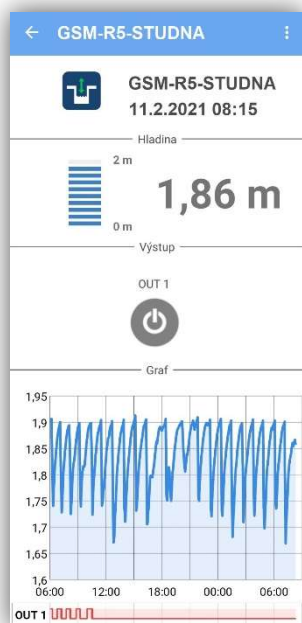 GSM-R5-STUDNA
GSM-R5-STUDNA
11.2.2021 08:15
Hladina
2 m
1,86 m
0 m
Výstup
OUT 1
Graf
1,95
1,9
1,85
1,8
1,75
1,7
1,65
1,6
06:00 12:00 18:00 00:00 06:00
OUT 1